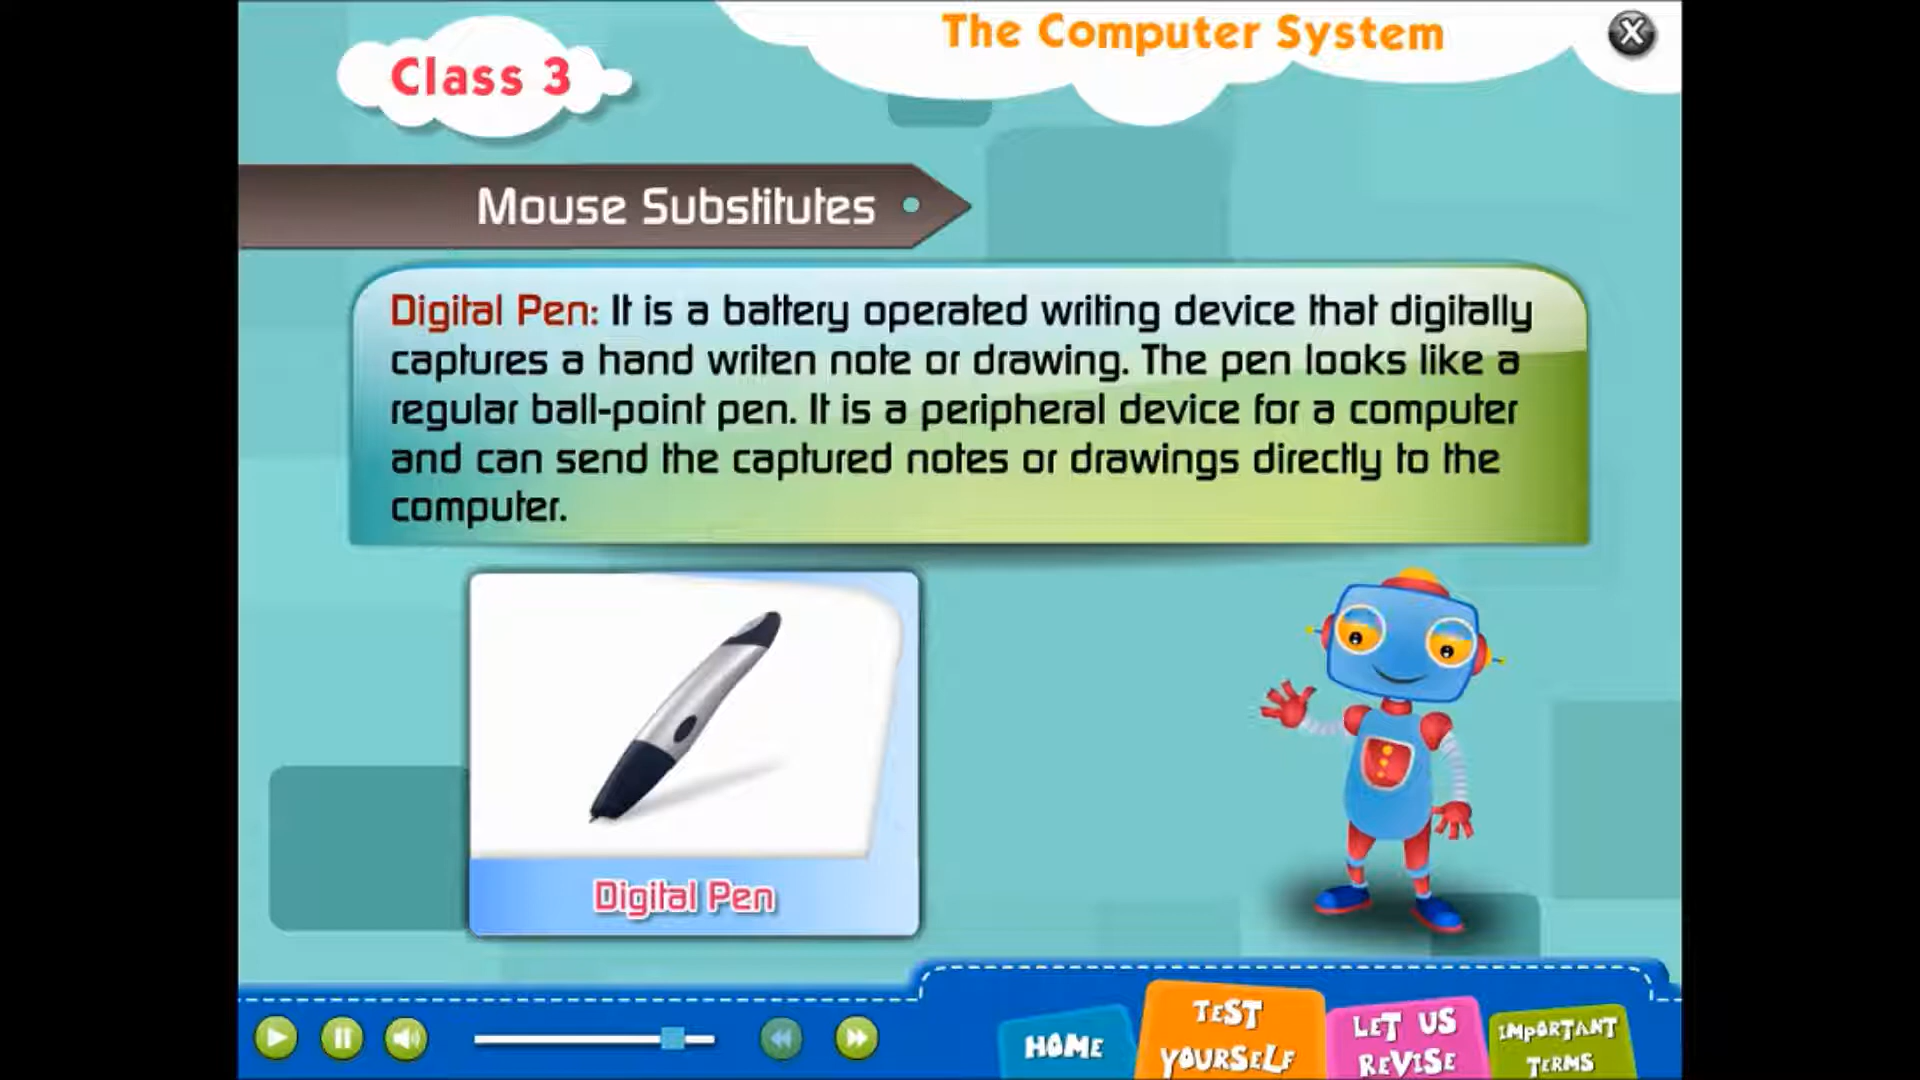 The Computer System
Class 3
Mouse Substitutes
Digital Pen: It is a battery operated writing device that digitally
captures a hand writen note or drawing. The pen looks like a
regular ball-point pen. It is a peripheral device for a computer
and can send the captured notes or drawings directly to the
computer.
Digital Pen
HOME
TEST
YOURSELF
LET US
REVISE
IMPORTANT
TERMS